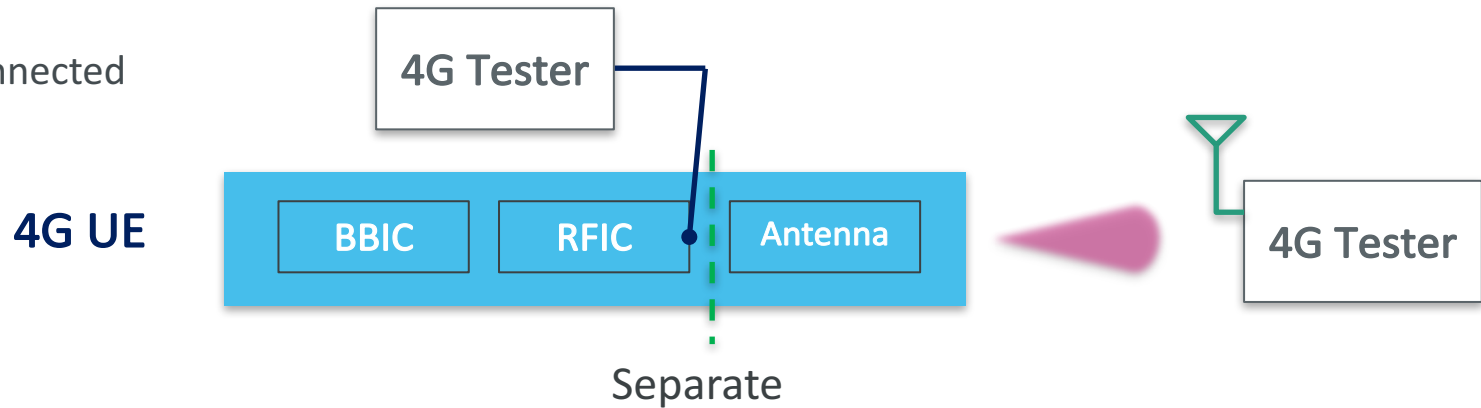 4G Tester
nnected
4G UE
BBIC
RFIC
Antenna
4G Tester
Separate